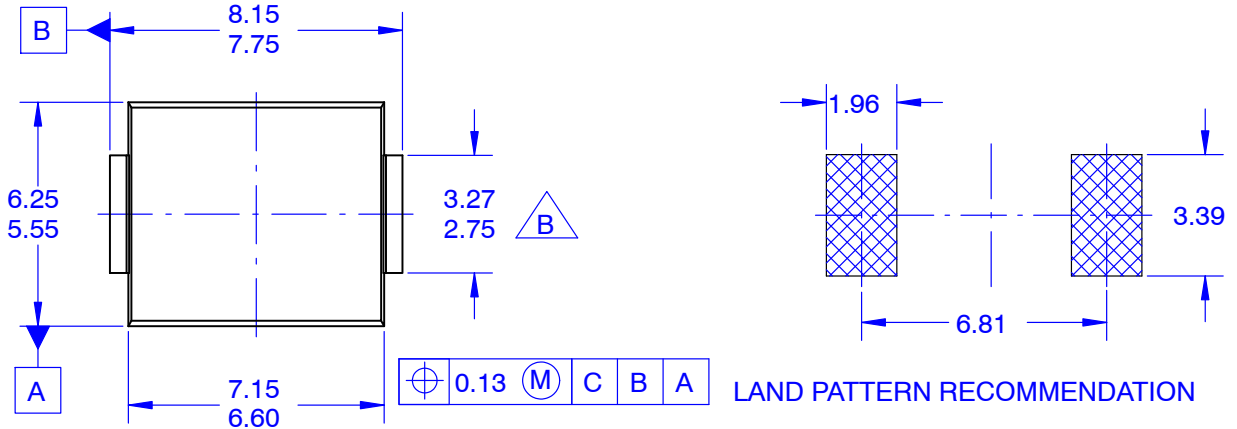 B
8.15
7.75
1.96
6.25
5.55
3.27
2.75
B
3.39
6.81
A
7.15
6.60
0.13 M C B A
LAND PATTERN RECOMMENDATION